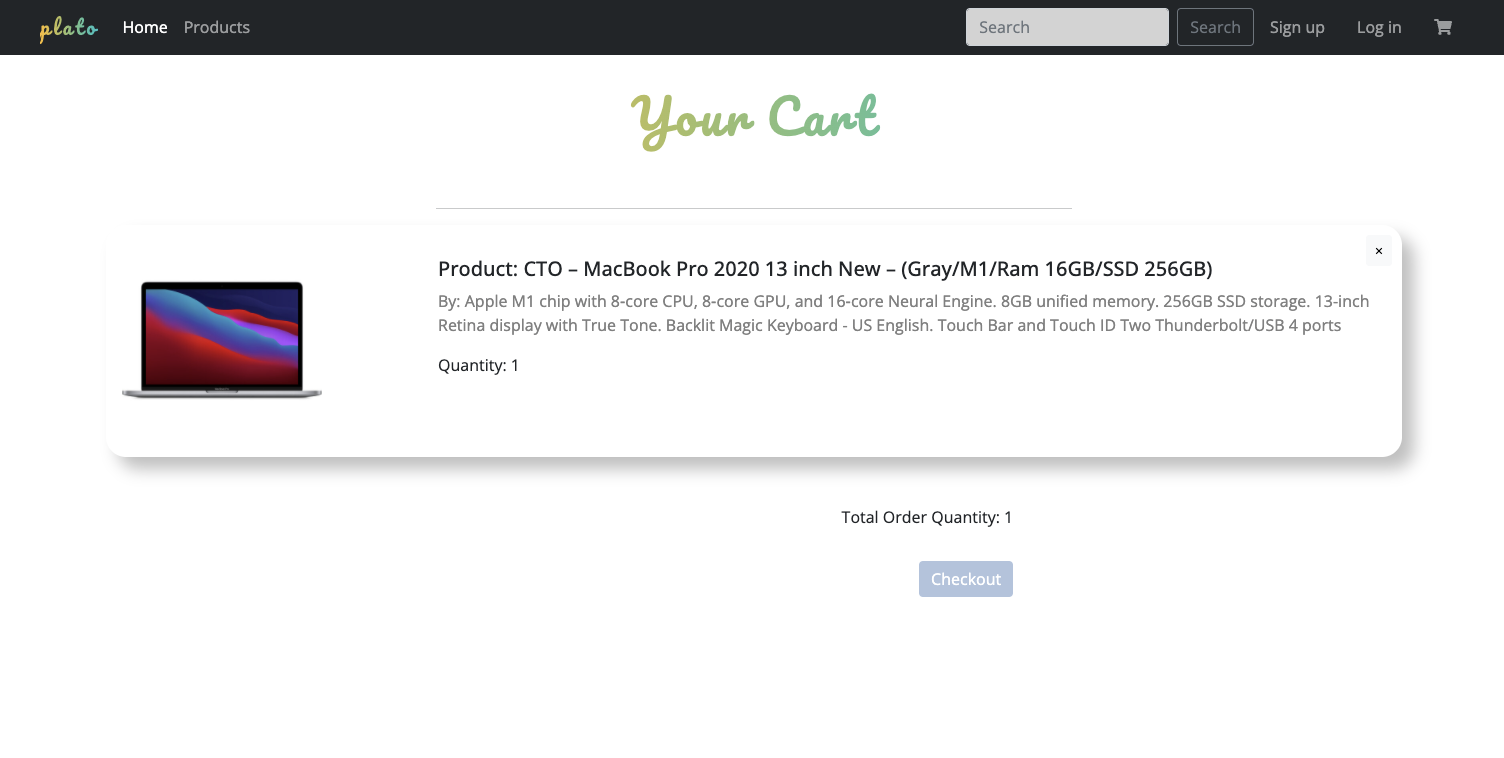 plato Home Products Search Search Sign up Log in
Your Cart
×
Product: CTO – MacBook Pro 2020 13 inch New – (Gray/M1/Ram 16GB/SSD 256GB)
By: Apple M1 chip with 8-core CPU, 8-core GPU, and 16-core Neural Engine. 8GB unified memory. 256GB SSD storage. 13-inch
Retina display with True Tone. Backlit Magic Keyboard - US English. Touch Bar and Touch ID Two Thunderbolt/USB 4 ports
Quantity: 1
Total Order Quantity: 1
Checkout